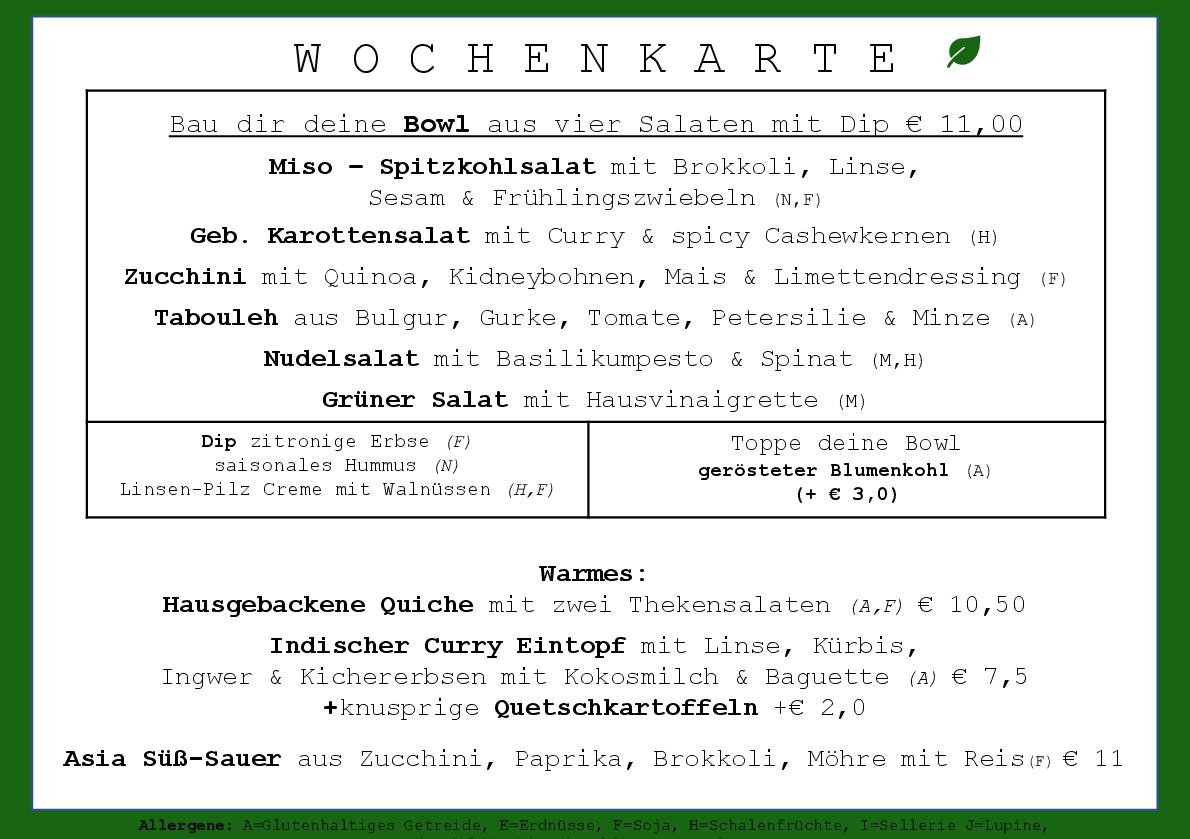 WOCHENKARTE
Bau dir deine Bowl aus vier Salaten mit Dip € 11,00
Miso – Spitzkohlsalat mit Brokkoli, Linse,
Sesam & Frühlingszwiebeln (N,F)
Geb. Karottensalat mit Curry & spicy Cashewkernen (H)
Zucchini mit Quinoa, Kidneybohnen, Mais & Limettendressing (F)
Tabouleh aus Bulgur, Gurke, Tomate, Petersilie & Minze (A)
Nudelsalat mit Basilikumpesto & Spinat (M,H)
Grüner Salat mit Hausvinaigrette (M)
Dip zitronige Erbse (F)
saisonales Hummus (N)
Linsen-Pilz Creme mit Walnüssen (H,F)
Toppe deine Bowl
gerösteter Blumenkohl (A)
(+ € 3,0)
Warmes:
Hausgebackene Quiche mit zwei Thekensalaten (A,F) € 10,50
Indischer Curry Eintopf mit Linse, Kürbis,
Ingwer & Kichererbsen mit Kokosmilch & Baguette (A) € 7,5
+knusprige Quetschkartoffeln +€ 2,0
Asia Süß-Sauer aus Zucchini, Paprika, Brokkoli, Möhre mit Reis(F) € 11
Allergene: A=Glutenhaltiges Getreide, E=Erdnüsse, F=Soja, H=Schalenfrüchte, I=Sellerie J=Lupine,